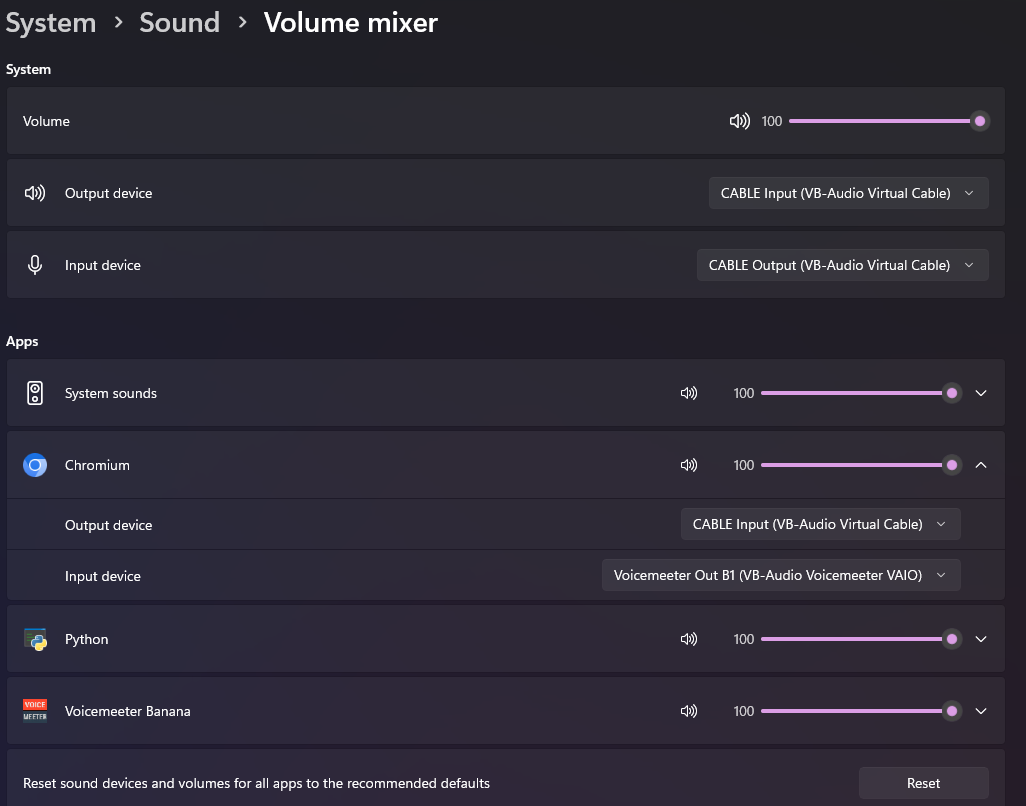 System > Sound > Volume mixer
System
Volume 100
Output device CABLE Input (VB-Audio Virtual Cable)
Input device CABLE Output (VB-Audio Virtual Cable)
Apps
System sounds 100
Chromium 100
Output device CABLE Input (VB-Audio Virtual Cable)
Input device Voicemeeter Out B1 (VB-Audio Voicemeeter VAIO)
Python 100
VOICE
MEETER
Voicemeeter Banana 100
Reset sound devices and volumes for all apps to the recommended defaults Reset